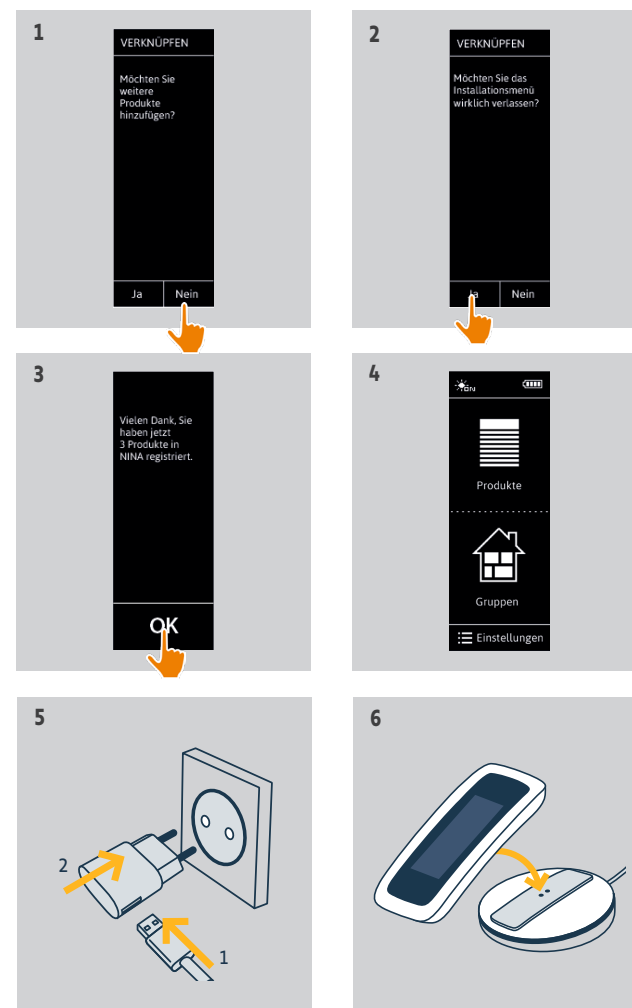 1
VERKNÜPFEN
Möchten Sie
weitere
Produkte
hinzufügen?
Ja Nein
2
VERKNÜPFEN
Möchten Sie das
Installationsmenü
wirklich verlassen?
Ja Nein
3
Vielen Dank, Sie
haben jetzt
3 Produkte in
NINA registriert.
OK
4
ON
Produkte
Gruppen
Einstellungen
5
2
1
6